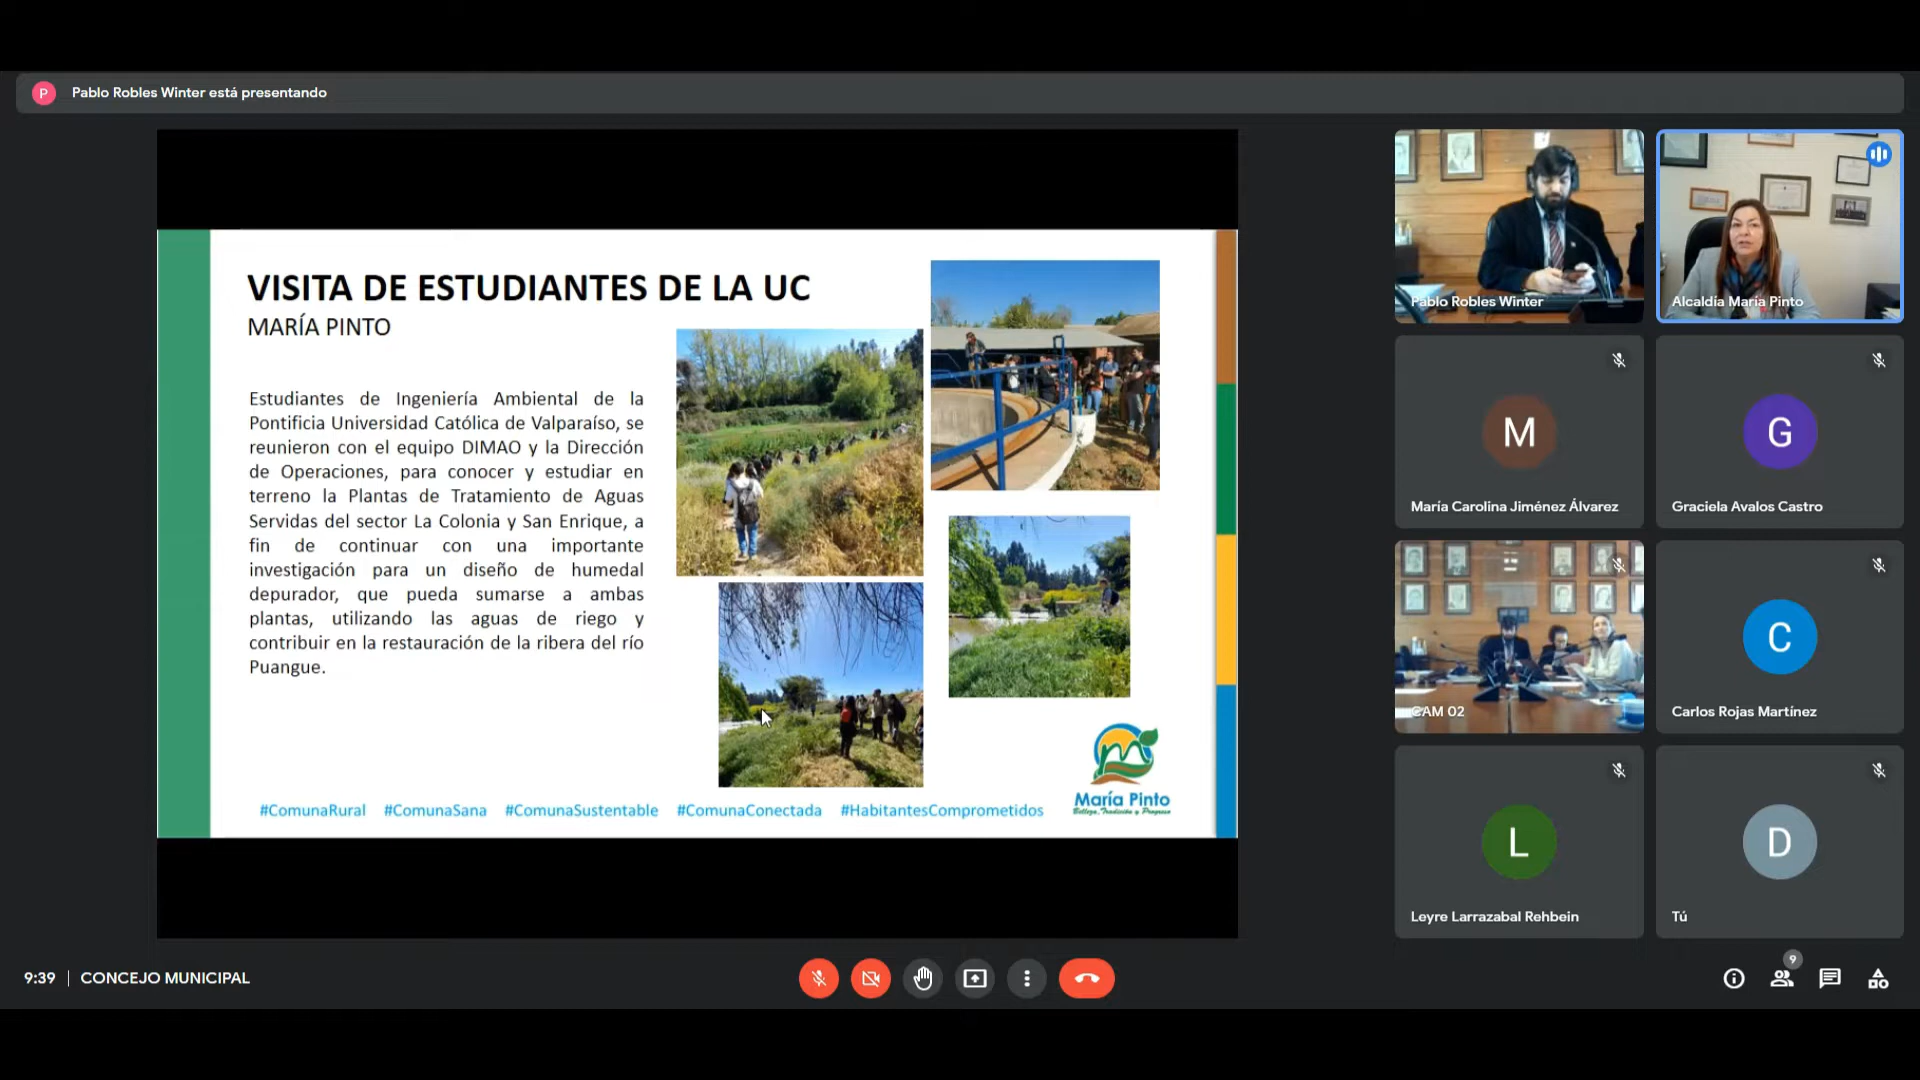 P
Pablo Robles Winter está presentando
VISITA DE ESTUDIANTES DE LA UC
MARÍA PINTO
Estudiantes de Ingeniería Ambiental de la
Pontificia Universidad Católica de Valparaíso, se
reunieron con el equipo DIMAO y la Dirección
de Operaciones, para conocer y estudiar en
terreno la Plantas de Tratamiento de Aguas
Servidas del sector La Colonia y San Enrique, a
fin de continuar con una importante
investigación para un diseño de humedal
depurador, que pueda sumarse a ambas
plantas, utilizando las aguas de riego y
contribuir en la restauración de la ribera del río
Puangue.
María Pinto
Belleza, Tradición y Progreso
#ComunaRural #ComunaSana #ComunaSustentable #ComunaConectada #HabitantesComprometidos
Pablo Robles Winter
Alcaldía María Pinto
M
María Carolina Jiménez Álvarez
G
Graciela Avalos Castro
CAM 02
C
Carlos Rojas Martínez
L
Leyre Larrazabal Rehbein
D
Tú
9:39 | CONCEJO MUNICIPAL
9